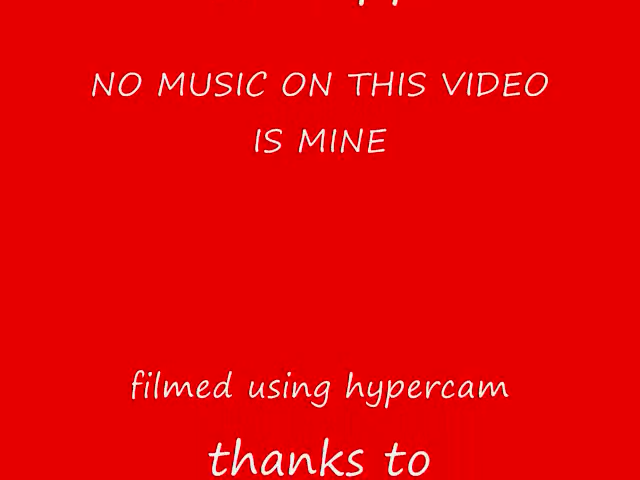 NO MUSIC ON THIS VIDEO
IS MINE
filmed using hypercam
thanks to